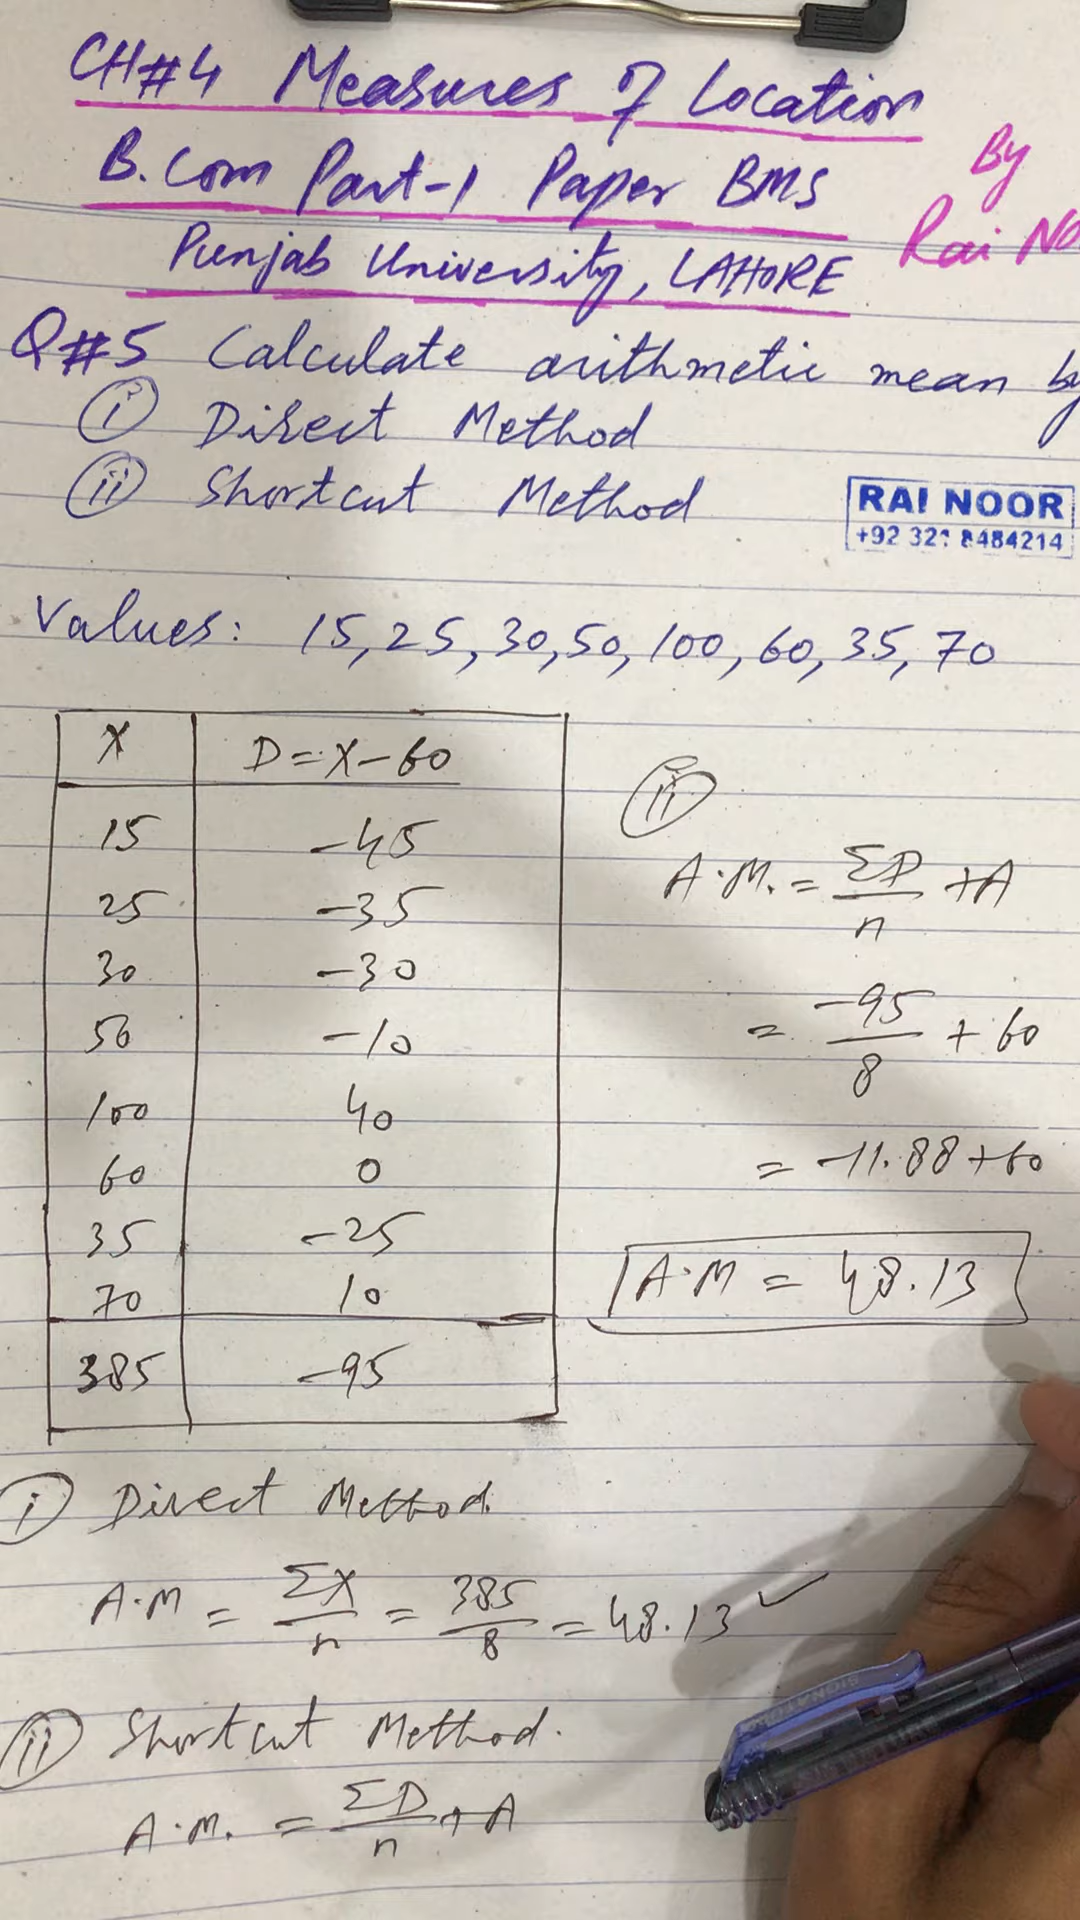 CH#4 Measures of Location
B.Com Part-1 Paper BMS
Punjab University, LAHORE
By
Rai
Q#5 Calculate arithmetic mean
(i) Direct Method
(ii) Shortcut Method
RAI NOOR
Values: 15, 25, 30, 50, 100, 60, 35, 70
X D=X-60
15 -45
25 -35
30 -30
50 -10
100 40
60 0
35 -25
70 10
385 -95
(ii)
A.M. = ΣD/n + A
= -95/8 + 60
= -11.88+60
A.M = 48.13
(i) Direct Method.
A.M = ΣX/n = 385/8 = 48.13 ✓
(ii) Shortcut Method.
A.M. = ΣD/n + A